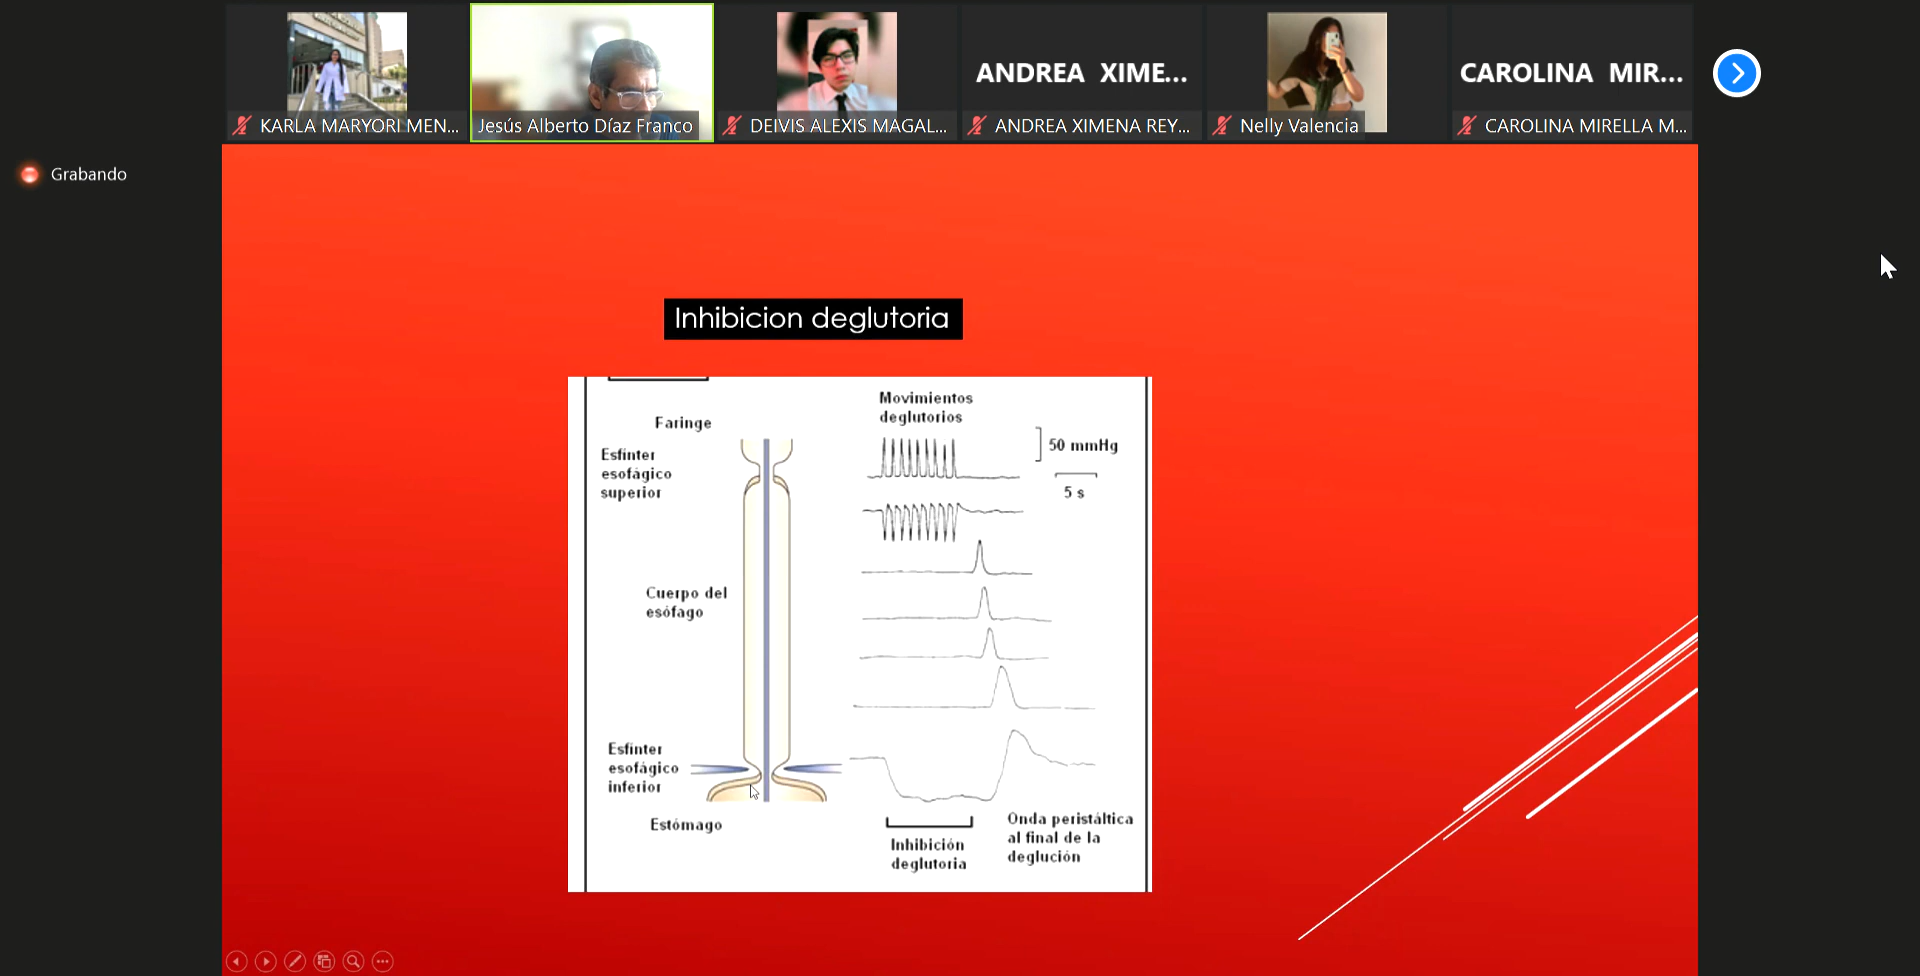 ANDREA XIME...
CAROLINA MIR...
KARLA MARYORI MEN...
Jesús Alberto Díaz Franco
DEIVIS ALEXIS MAGAL...
ANDREA XIMENA REY...
Nelly Valencia
CAROLINA MIRELLA M...
Grabando
Inhibicion deglutoria
Faringe
Esfínter
esofágico
superior
Cuerpo del
esófago
Esfínter
esofágico
inferior
Estómago
Movimientos
deglutorios
50 mmHg
5 s
Inhibición
deglutoria
Onda peristáltica
al final de la
deglución